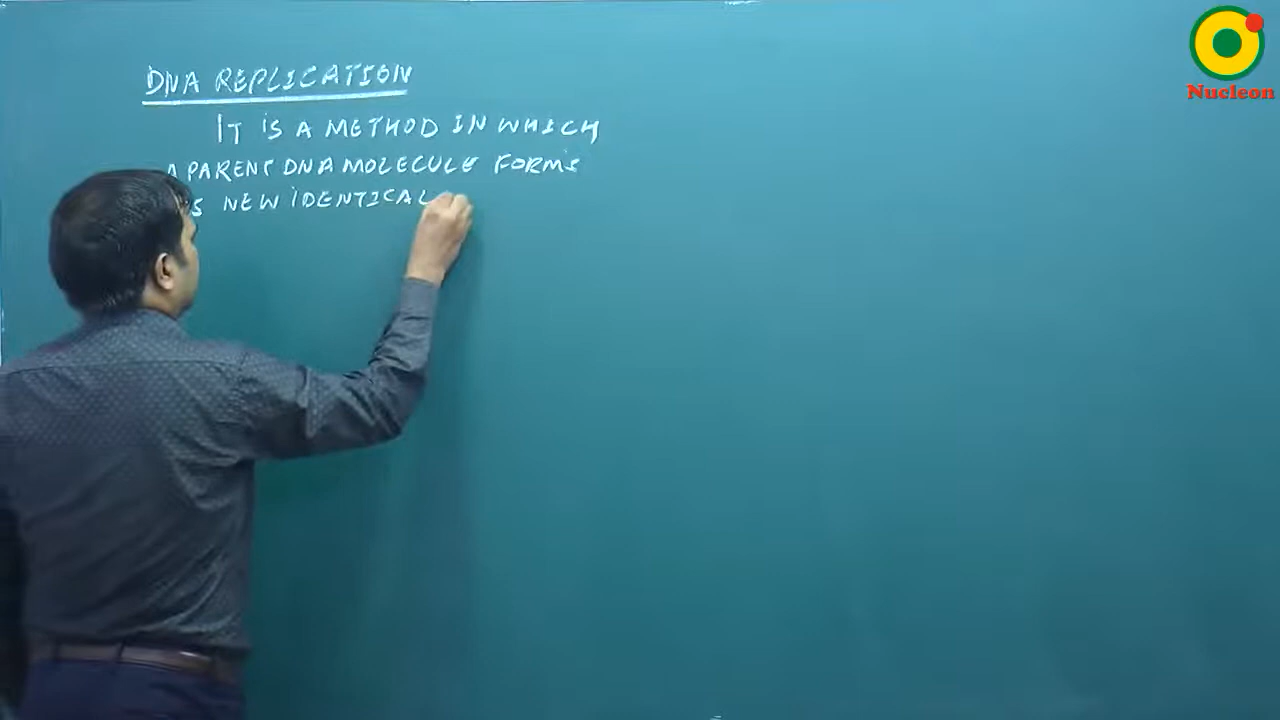 DNA REPLICATION
IT IS A METHOD IN WHICH
A PARENT DNA MOLECULE FORMS
NEW IDENTICAL
Nucleon